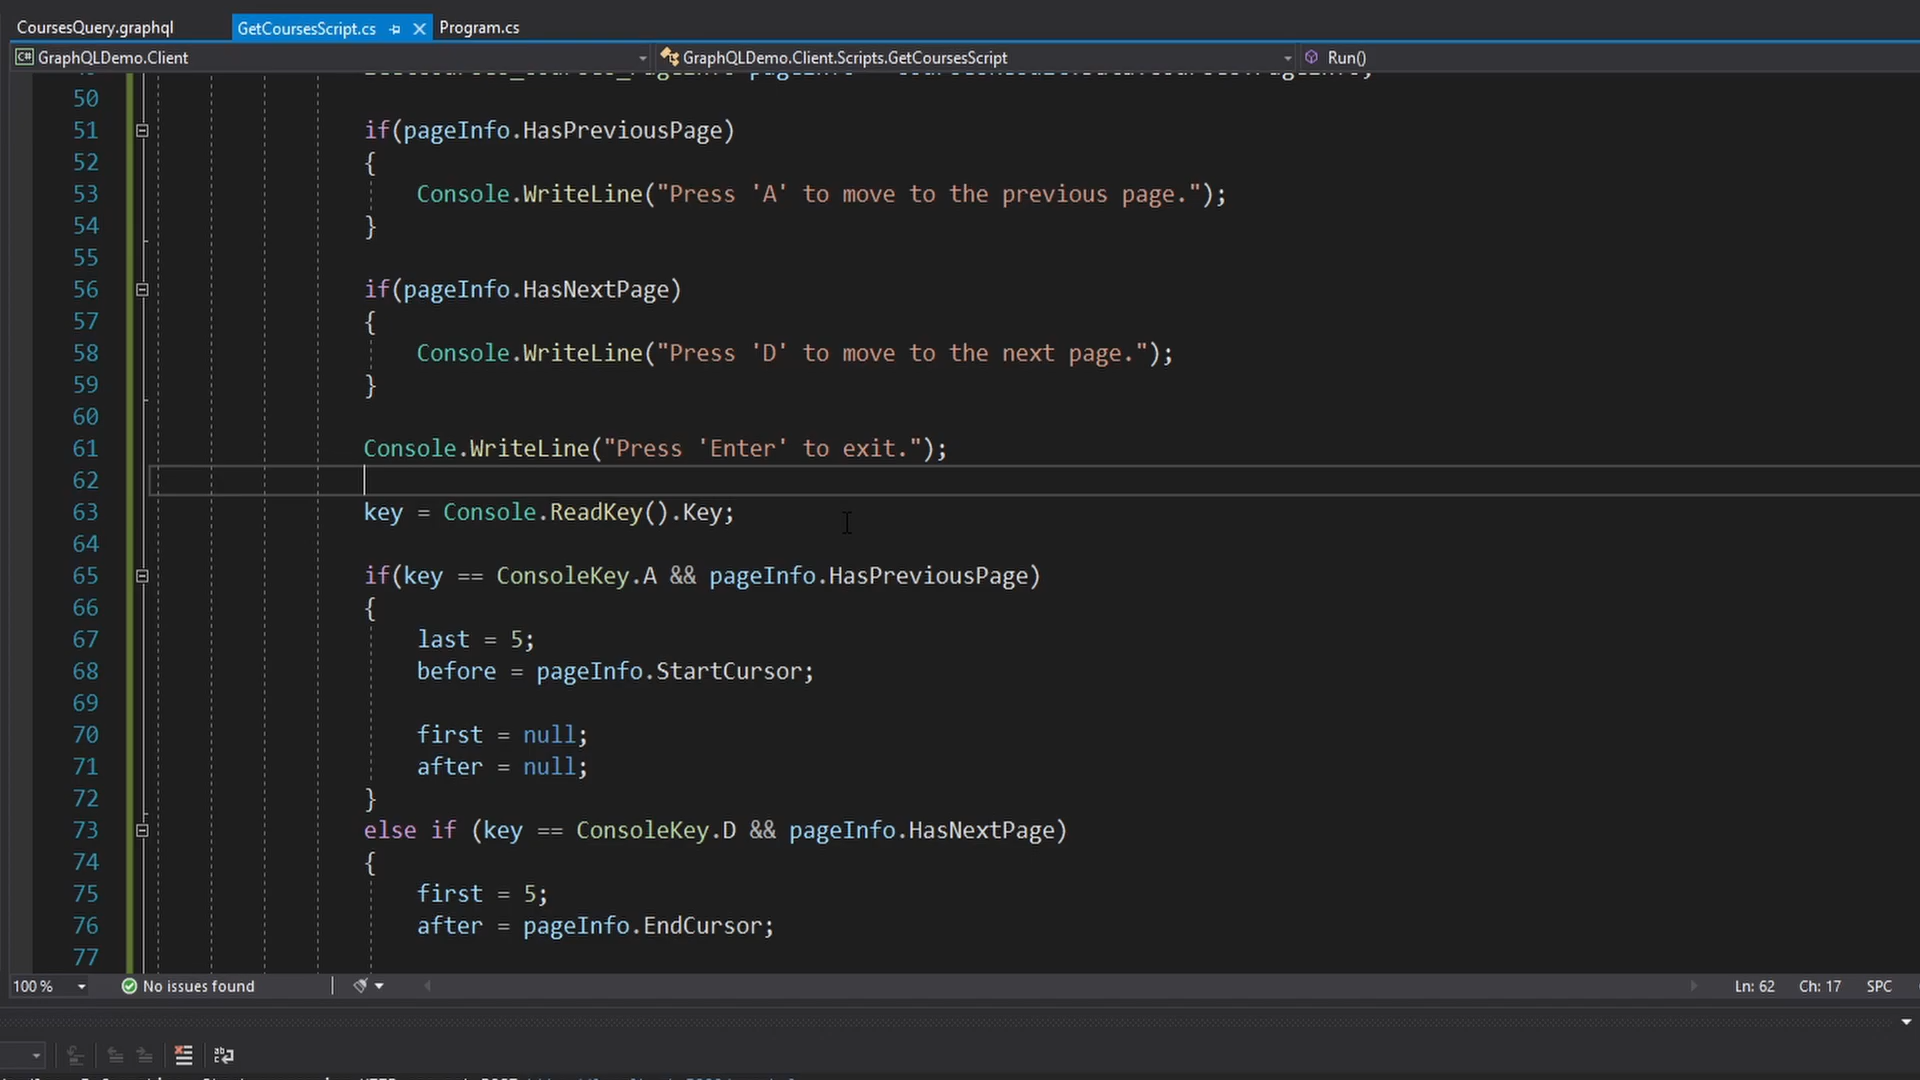 CoursesQuery.graphql GetCoursesScript.cs Program.cs
C# GraphQLDemo.Client GraphQLDemo.Client.Scripts.GetCoursesScript Run()
50
51 if(pageInfo.HasPreviousPage)
52 {
53 Console.WriteLine("Press 'A' to move to the previous page.");
54 }
55
56 if(pageInfo.HasNextPage)
57 {
58 Console.WriteLine("Press 'D' to move to the next page.");
59 }
60
61 Console.WriteLine("Press 'Enter' to exit.");
62
63 key = Console.ReadKey().Key;
64
65 if(key == ConsoleKey.A && pageInfo.HasPreviousPage)
66 {
67 last = 5;
68 before = pageInfo.StartCursor;
69
70 first = null;
71 after = null;
72 }
73 else if (key == ConsoleKey.D && pageInfo.HasNextPage)
74 {
75 first = 5;
76 after = pageInfo.EndCursor;
77
100 % No issues found Ln: 62 Ch: 17 SPC